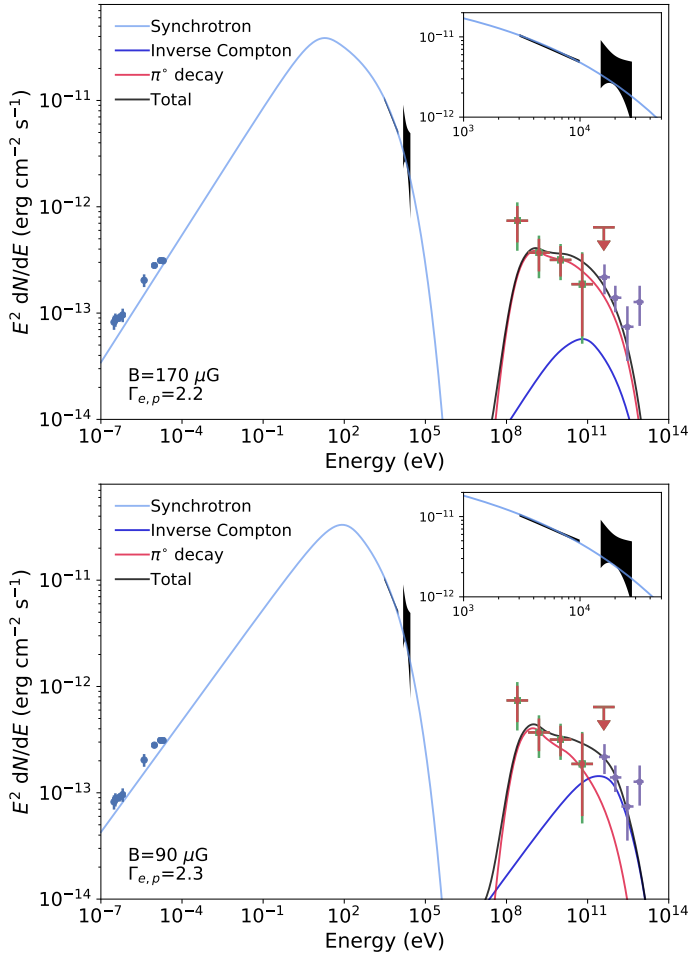 Synchrotron
Inverse Compton
π° decay
Total
10⁻¹¹
10⁻¹²
10³
10⁴
10⁻¹¹
10⁻¹²
10⁻¹³
10⁻¹⁴
E² dN/dE (erg cm⁻² s⁻¹)
B=170 μG
Γe,p=2.2
10⁻⁷
10⁻⁴
10⁻¹
10²
10⁵
10⁸
10¹¹
10¹⁴
Energy (eV)
Synchrotron
Inverse Compton
π° decay
Total
10⁻¹¹
10⁻¹²
10³
10⁴
10⁻¹¹
10⁻¹²
10⁻¹³
10⁻¹⁴
E² dN/dE (erg cm⁻² s⁻¹)
B=90 μG
Γe,p=2.3
10⁻⁷
10⁻⁴
10⁻¹
10²
10⁵
10⁸
10¹¹
10¹⁴
Energy (eV)